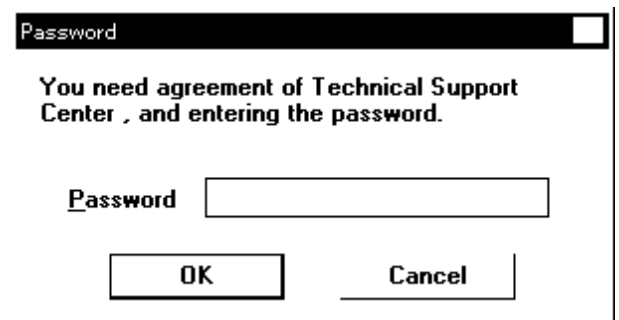 Password
You need agreement of Technical Support
Center , and entering the password.
Password
OK
Cancel